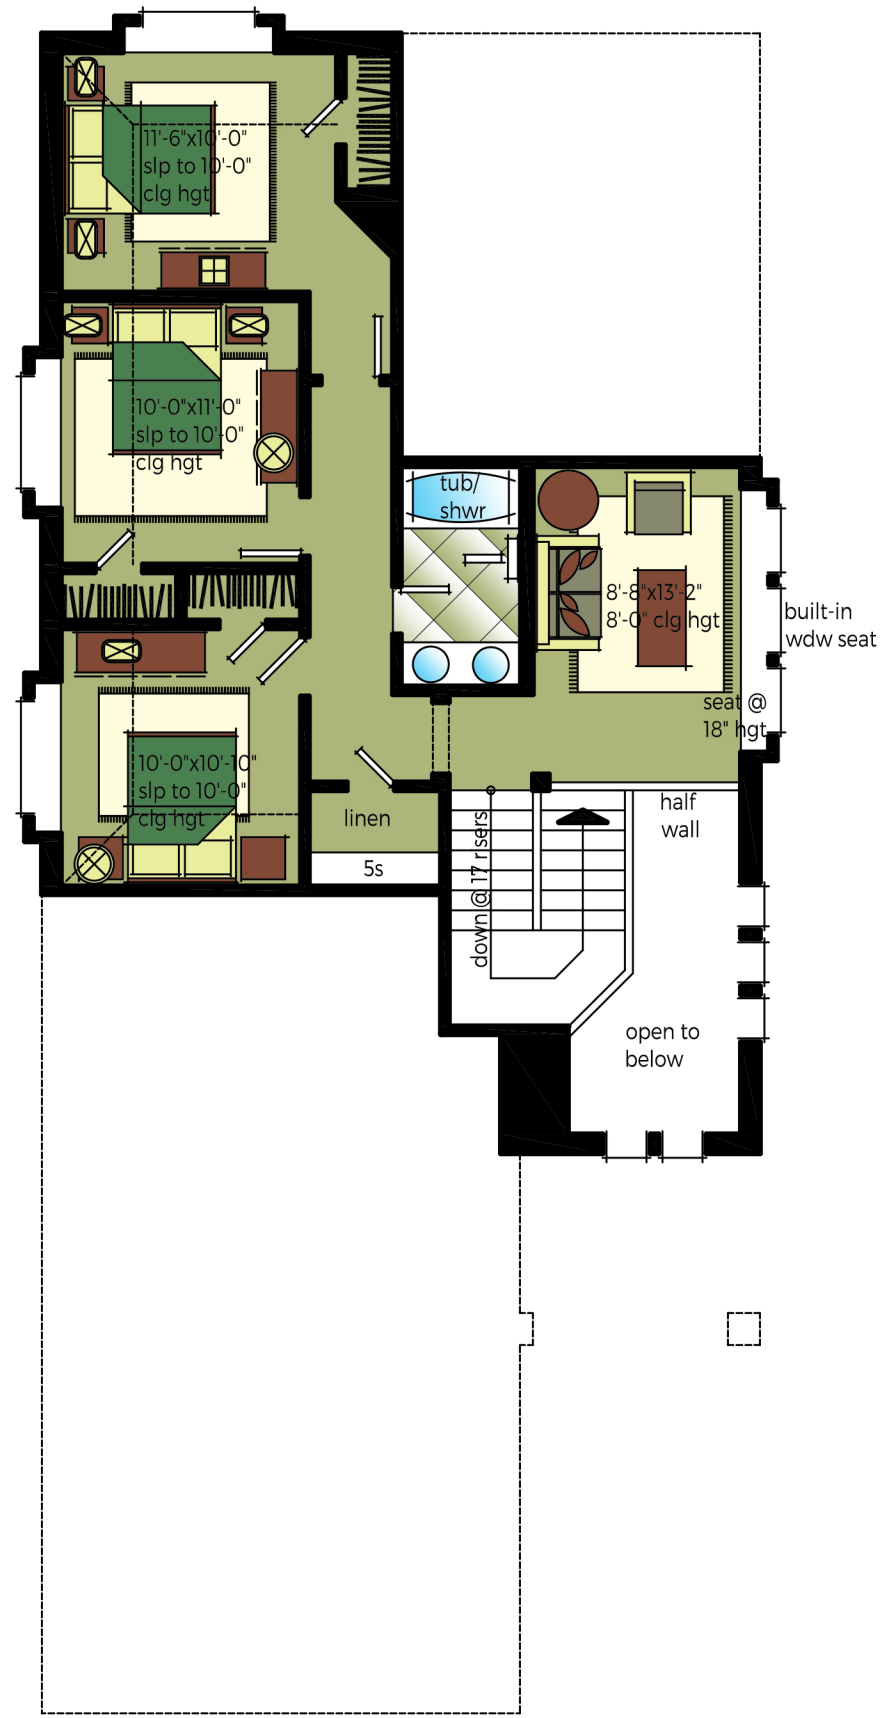 11'-6"x10'-0"
slp to 10'-0"
clg hgt
10'-0"x11'-0"
slp to 10'-0"
clg hgt
tub/
shwr
8'-8"x13'-2"
8'-0" clg hgt
built-in
wdw seat
seat @
18" hgt
10'-0"x10'-10"
slp to 10'-0"
clg hgt
linen
5s
down @ 17 risers
half
wall
open to
below